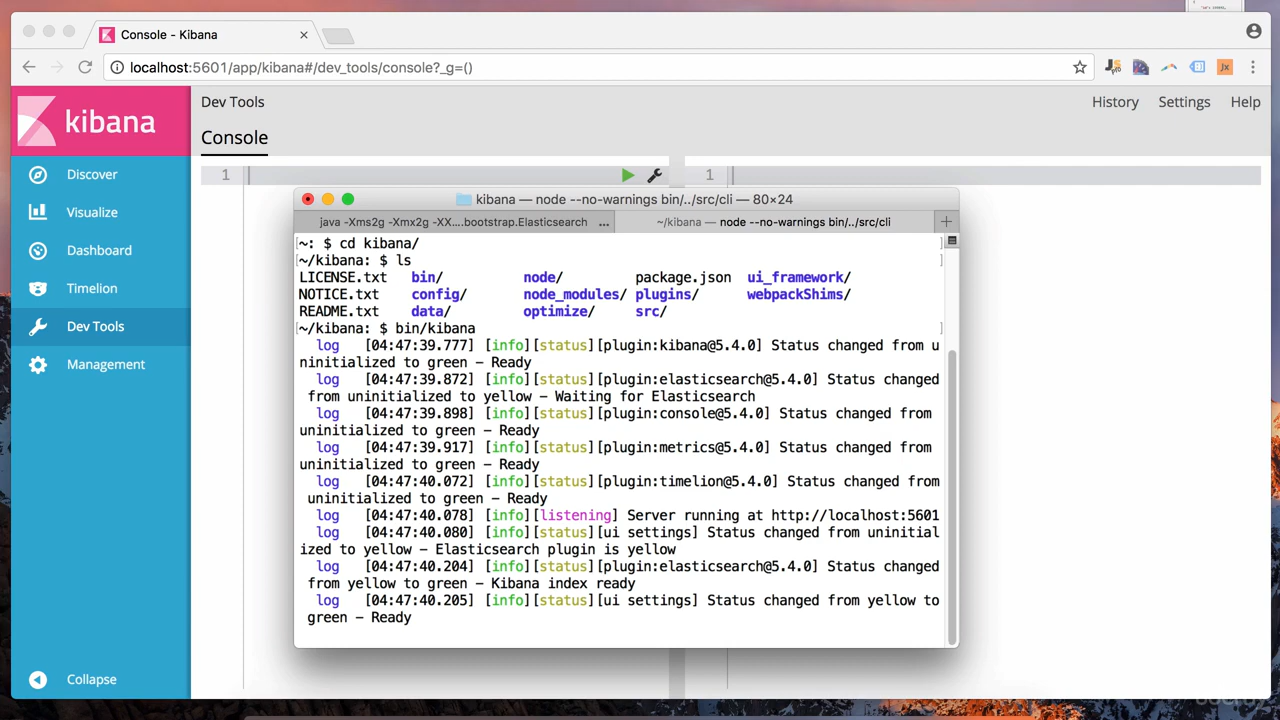 Console - Kibana
localhost:5601/app/kibana#/dev_tools/console?_g=()
kibana
Discover
Visualize
Dashboard
Timelion
Dev Tools
Management
Collapse
Dev Tools
History Settings Help
Console
1
1
kibana — node --no-warnings bin/../src/cli — 80×24
java -Xms2g -Xmx2g -XX....bootstrap.Elasticsearch ...
~/kibana — node --no-warnings bin/../src/cli
[~: $ cd kibana/ ]
[~/kibana: $ ls ]
LICENSE.txt bin/ node/ package.json ui_framework/
NOTICE.txt config/ node_modules/ plugins/ webpackShims/
README.txt data/ optimize/ src/
[~/kibana: $ bin/kibana ]
log [04:47:39.777] [info][status][plugin:kibana@5.4.0] Status changed from u
ninitialized to green – Ready
log [04:47:39.872] [info][status][plugin:elasticsearch@5.4.0] Status changed
from uninitialized to yellow – Waiting for Elasticsearch
log [04:47:39.898] [info][status][plugin:console@5.4.0] Status changed from
uninitialized to green – Ready
log [04:47:39.917] [info][status][plugin:metrics@5.4.0] Status changed from
uninitialized to green – Ready
log [04:47:40.072] [info][status][plugin:timelion@5.4.0] Status changed from
uninitialized to green – Ready
log [04:47:40.078] [info][listening] Server running at http://localhost:5601
log [04:47:40.080] [info][status][ui settings] Status changed from uninitial
ized to yellow – Elasticsearch plugin is yellow
log [04:47:40.204] [info][status][plugin:elasticsearch@5.4.0] Status changed
from yellow to green – Kibana index ready
log [04:47:40.205] [info][status][ui settings] Status changed from yellow to
green – Ready